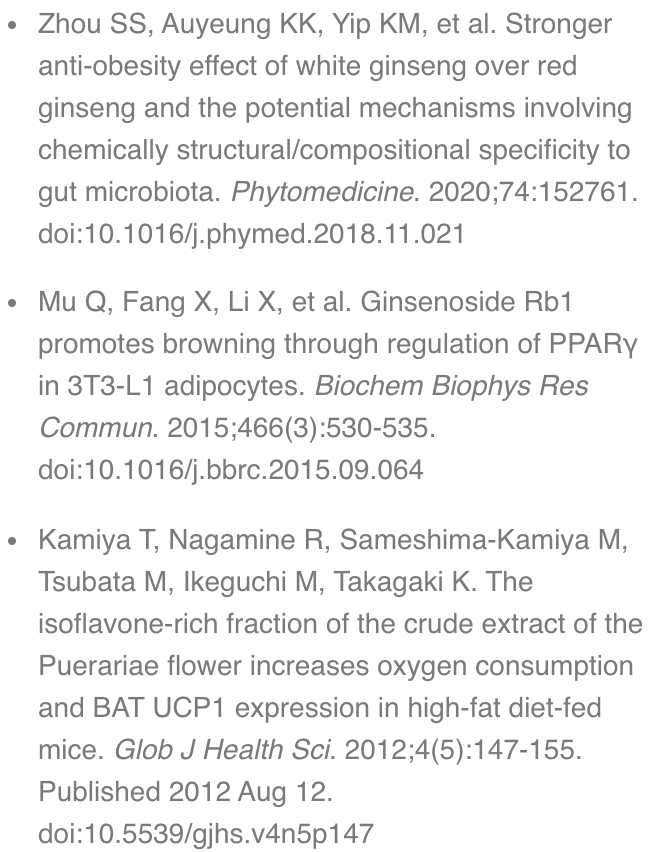 • Zhou SS, Auyeung KK, Yip KM, et al. Stronger
anti-obesity effect of white ginseng over red
ginseng and the potential mechanisms involving
chemically structural/compositional specificity to
gut microbiota. Phytomedicine. 2020;74:152761.
doi:10.1016/j.phymed.2018.11.021
• Mu Q, Fang X, Li X, et al. Ginsenoside Rb1
promotes browning through regulation of PPARγ
in 3T3-L1 adipocytes. Biochem Biophys Res
Commun. 2015;466(3):530-535.
doi:10.1016/j.bbrc.2015.09.064
• Kamiya T, Nagamine R, Sameshima-Kamiya M,
Tsubata M, Ikeguchi M, Takagaki K. The
isoflavone-rich fraction of the crude extract of the
Puerariae flower increases oxygen consumption
and BAT UCP1 expression in high-fat diet-fed
mice. Glob J Health Sci. 2012;4(5):147-155.
Published 2012 Aug 12.
doi:10.5539/gjhs.v4n5p147